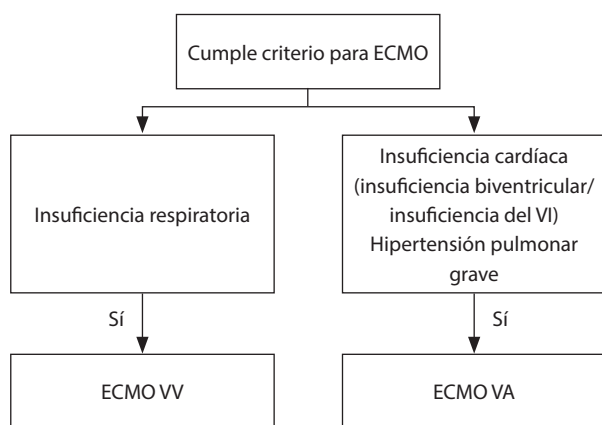 Cumple criterio para ECMO
Insuficiencia respiratoria
Insuficiencia cardíaca
(insuficiencia biventricular/
insuficiencia del VI)
Hipertensión pulmonar
grave
Sí
Sí
ECMO VV
ECMO VA